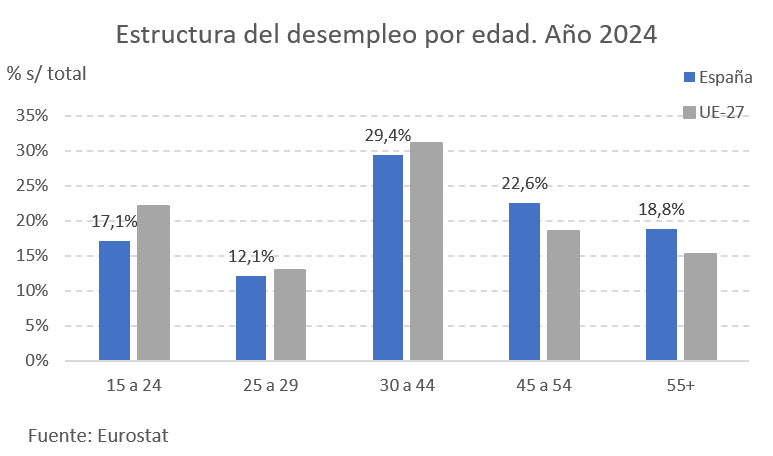 Estructura del desempleo por edad. Año 2024
% s/ total
España
UE-27
35%
30%
25%
20%
15%
10%
5%
0%
17,1%
12,1%
29,4%
22,6%
18,8%
15 a 24
25 a 29
30 a 44
45 a 54
55+
Fuente: Eurostat